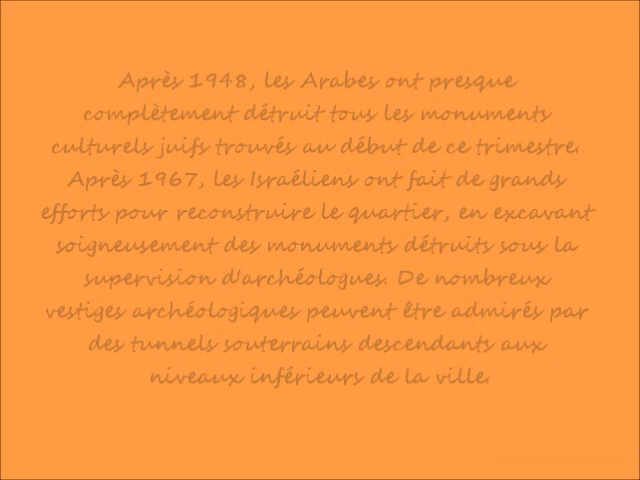 Après 1948, les Arabes ont presque
complètement détruit tous les monuments
culturels juifs trouvés au début de ce trimestre.
Après 1967, les Israéliens ont fait de grands
efforts pour reconstruire le quartier, en excavant
soigneusement des monuments détruits sous la
supervision d'archéologues. De nombreux
vestiges archéologiques peuvent être admirés par
des tunnels souterrains descendants aux
niveaux inférieurs de la ville.